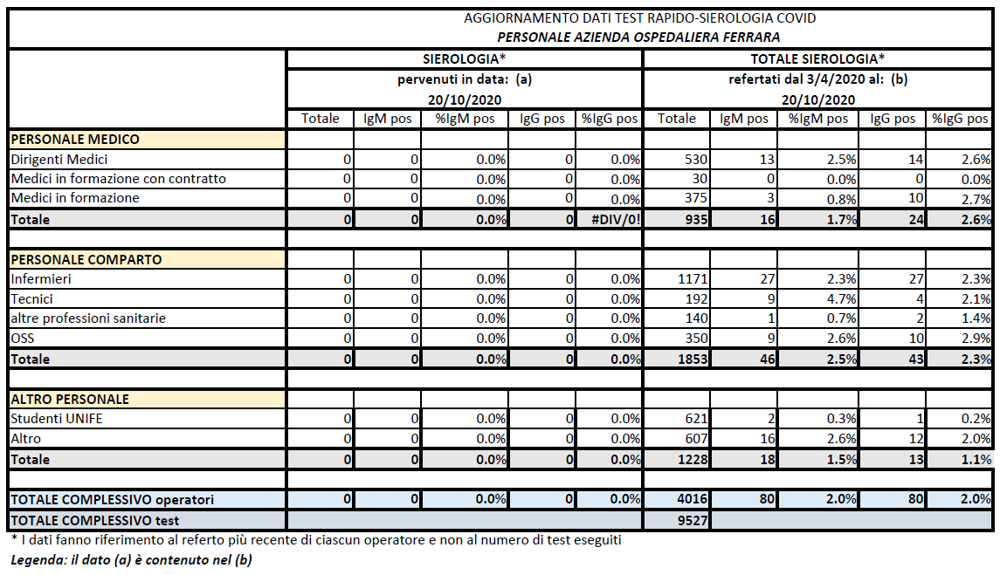 AGGIORNAMENTO DATI TEST RAPIDO-SIEROLOGIA COVID
PERSONALE AZIENDA OSPEDALIERA FERRARA
SIEROLOGIA* TOTALE SIEROLOGIA*
pervenuti in data: (a) refertati dal 3/4/2020 al: (b)
20/10/2020 20/10/2020
Totale IgM pos %IgM pos IgG pos %IgG pos Totale IgM pos %IgM pos IgG pos %IgG pos
PERSONALE MEDICO
Dirigenti Medici 0 0 0.0% 0 0.0% 530 13 2.5% 14 2.6%
Medici in formazione con contratto 0 0 0.0% 0 0.0% 30 0 0.0% 0 0.0%
Medici in formazione 0 0 0.0% 0 0.0% 375 3 0.8% 10 2.7%
Totale 0 0 0.0% 0 #DIV/0! 935 16 1.7% 24 2.6%
PERSONALE COMPARTO
Infermieri 0 0 0.0% 0 0.0% 1171 27 2.3% 27 2.3%
Tecnici 0 0 0.0% 0 0.0% 192 9 4.7% 4 2.1%
altre professioni sanitarie 0 0 0.0% 0 0.0% 140 1 0.7% 2 1.4%
OSS 0 0 0.0% 0 0.0% 350 9 2.6% 10 2.9%
Totale 0 0 0.0% 0 0.0% 1853 46 2.5% 43 2.3%
ALTRO PERSONALE
Studenti UNIFE 0 0 0.0% 0 0.0% 621 2 0.3% 1 0.2%
Altro 0 0 0.0% 0 0.0% 607 16 2.6% 12 2.0%
Totale 0 0 0.0% 0 0.0% 1228 18 1.5% 13 1.1%
TOTALE COMPLESSIVO operatori 0 0 0.0% 0 0.0% 4016 80 2.0% 80 2.0%
TOTALE COMPLESSIVO test 9527
* I dati fanno riferimento al referto più recente di ciascun operatore e non al numero di test eseguiti
Legenda: il dato (a) è contenuto nel (b)